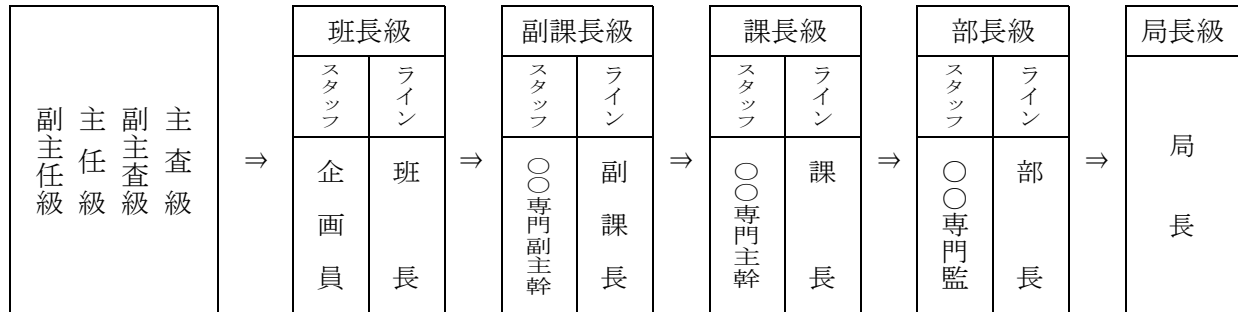 副主任級
主任級
副主査級
主査級
⇒
班長級
スタッフ
ライン
企画員
班長
⇒
副課長級
スタッフ
ライン
○○専門副主幹
副課長
⇒
課長級
スタッフ
ライン
○○専門主幹
課長
⇒
部長級
スタッフ
ライン
○○専門監
部長
⇒
局長級
局長